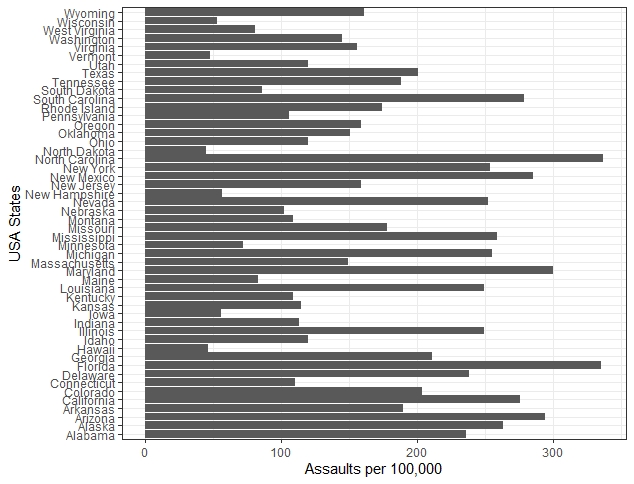 Wyoming
Wisconsin
West Virginia
Washington
Virginia
Vermont
Utah
Texas
Tennessee
South Dakota
South Carolina
Rhode Island
Pennsylvania
Oregon
Oklahoma
Ohio
North Dakota
North Carolina
New York
New Mexico
New Jersey
New Hampshire
Nevada
Nebraska
Montana
Missouri
Mississippi
Minnesota
Michigan
Massachusetts
Maryland
Maine
Louisiana
Kentucky
Kansas
Iowa
Indiana
Illinois
Idaho
Hawaii
Georgia
Florida
Delaware
Connecticut
Colorado
California
Arkansas
Arizona
Alaska
Alabama
USA States
0 100 200 300
Assaults per 100,000